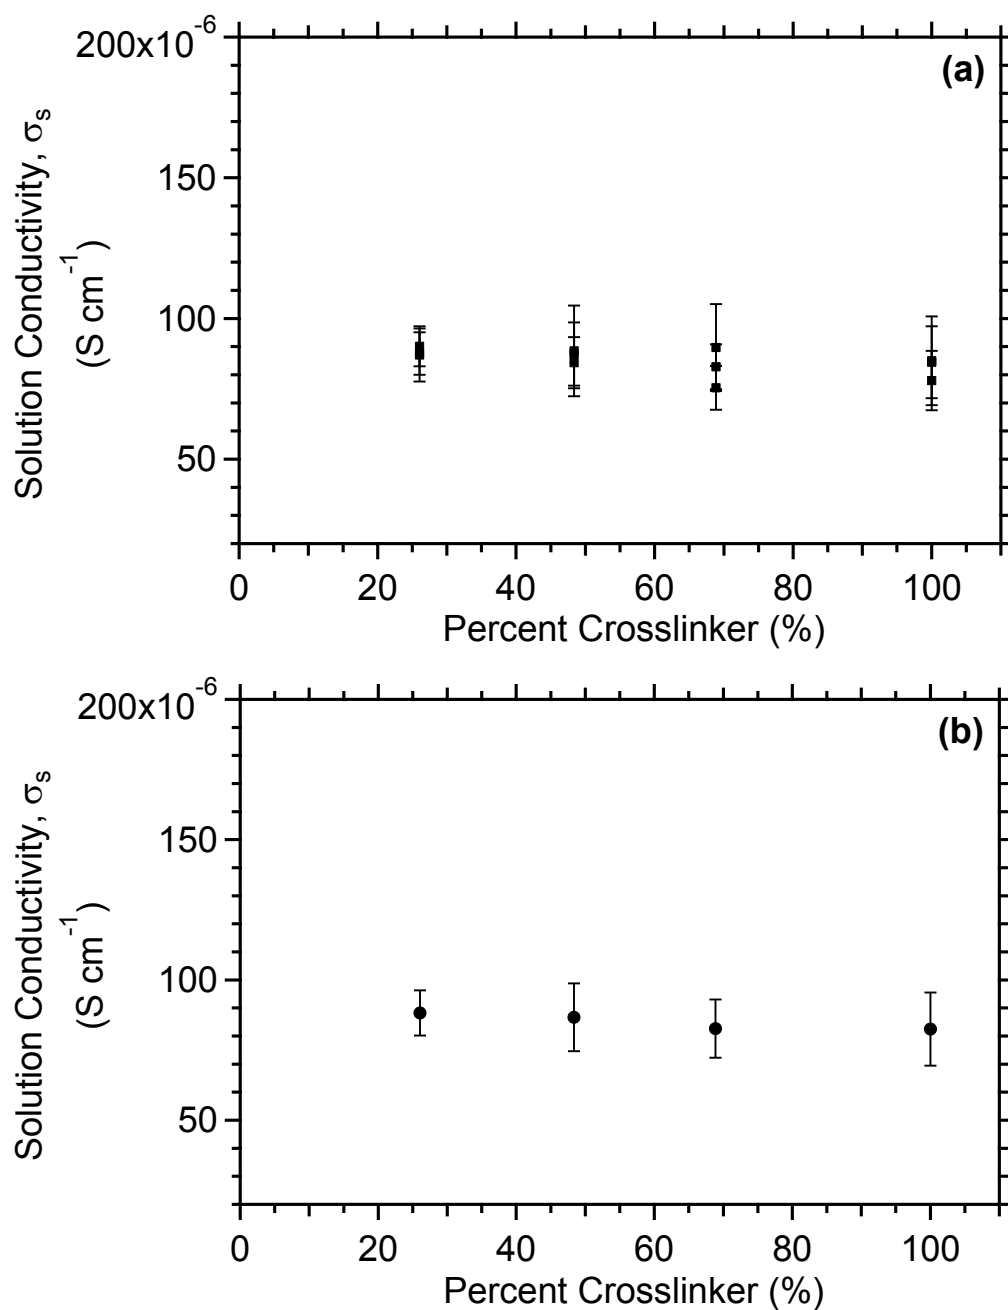 200x10⁻⁶
(a)
150
100
50
Solution Conductivity, σₛ
(S cm⁻¹)
0 20 40 60 80 100
Percent Crosslinker (%)
200x10⁻⁶
(b)
150
100
50
Solution Conductivity, σₛ
(S cm⁻¹)
0 20 40 60 80 100
Percent Crosslinker (%)